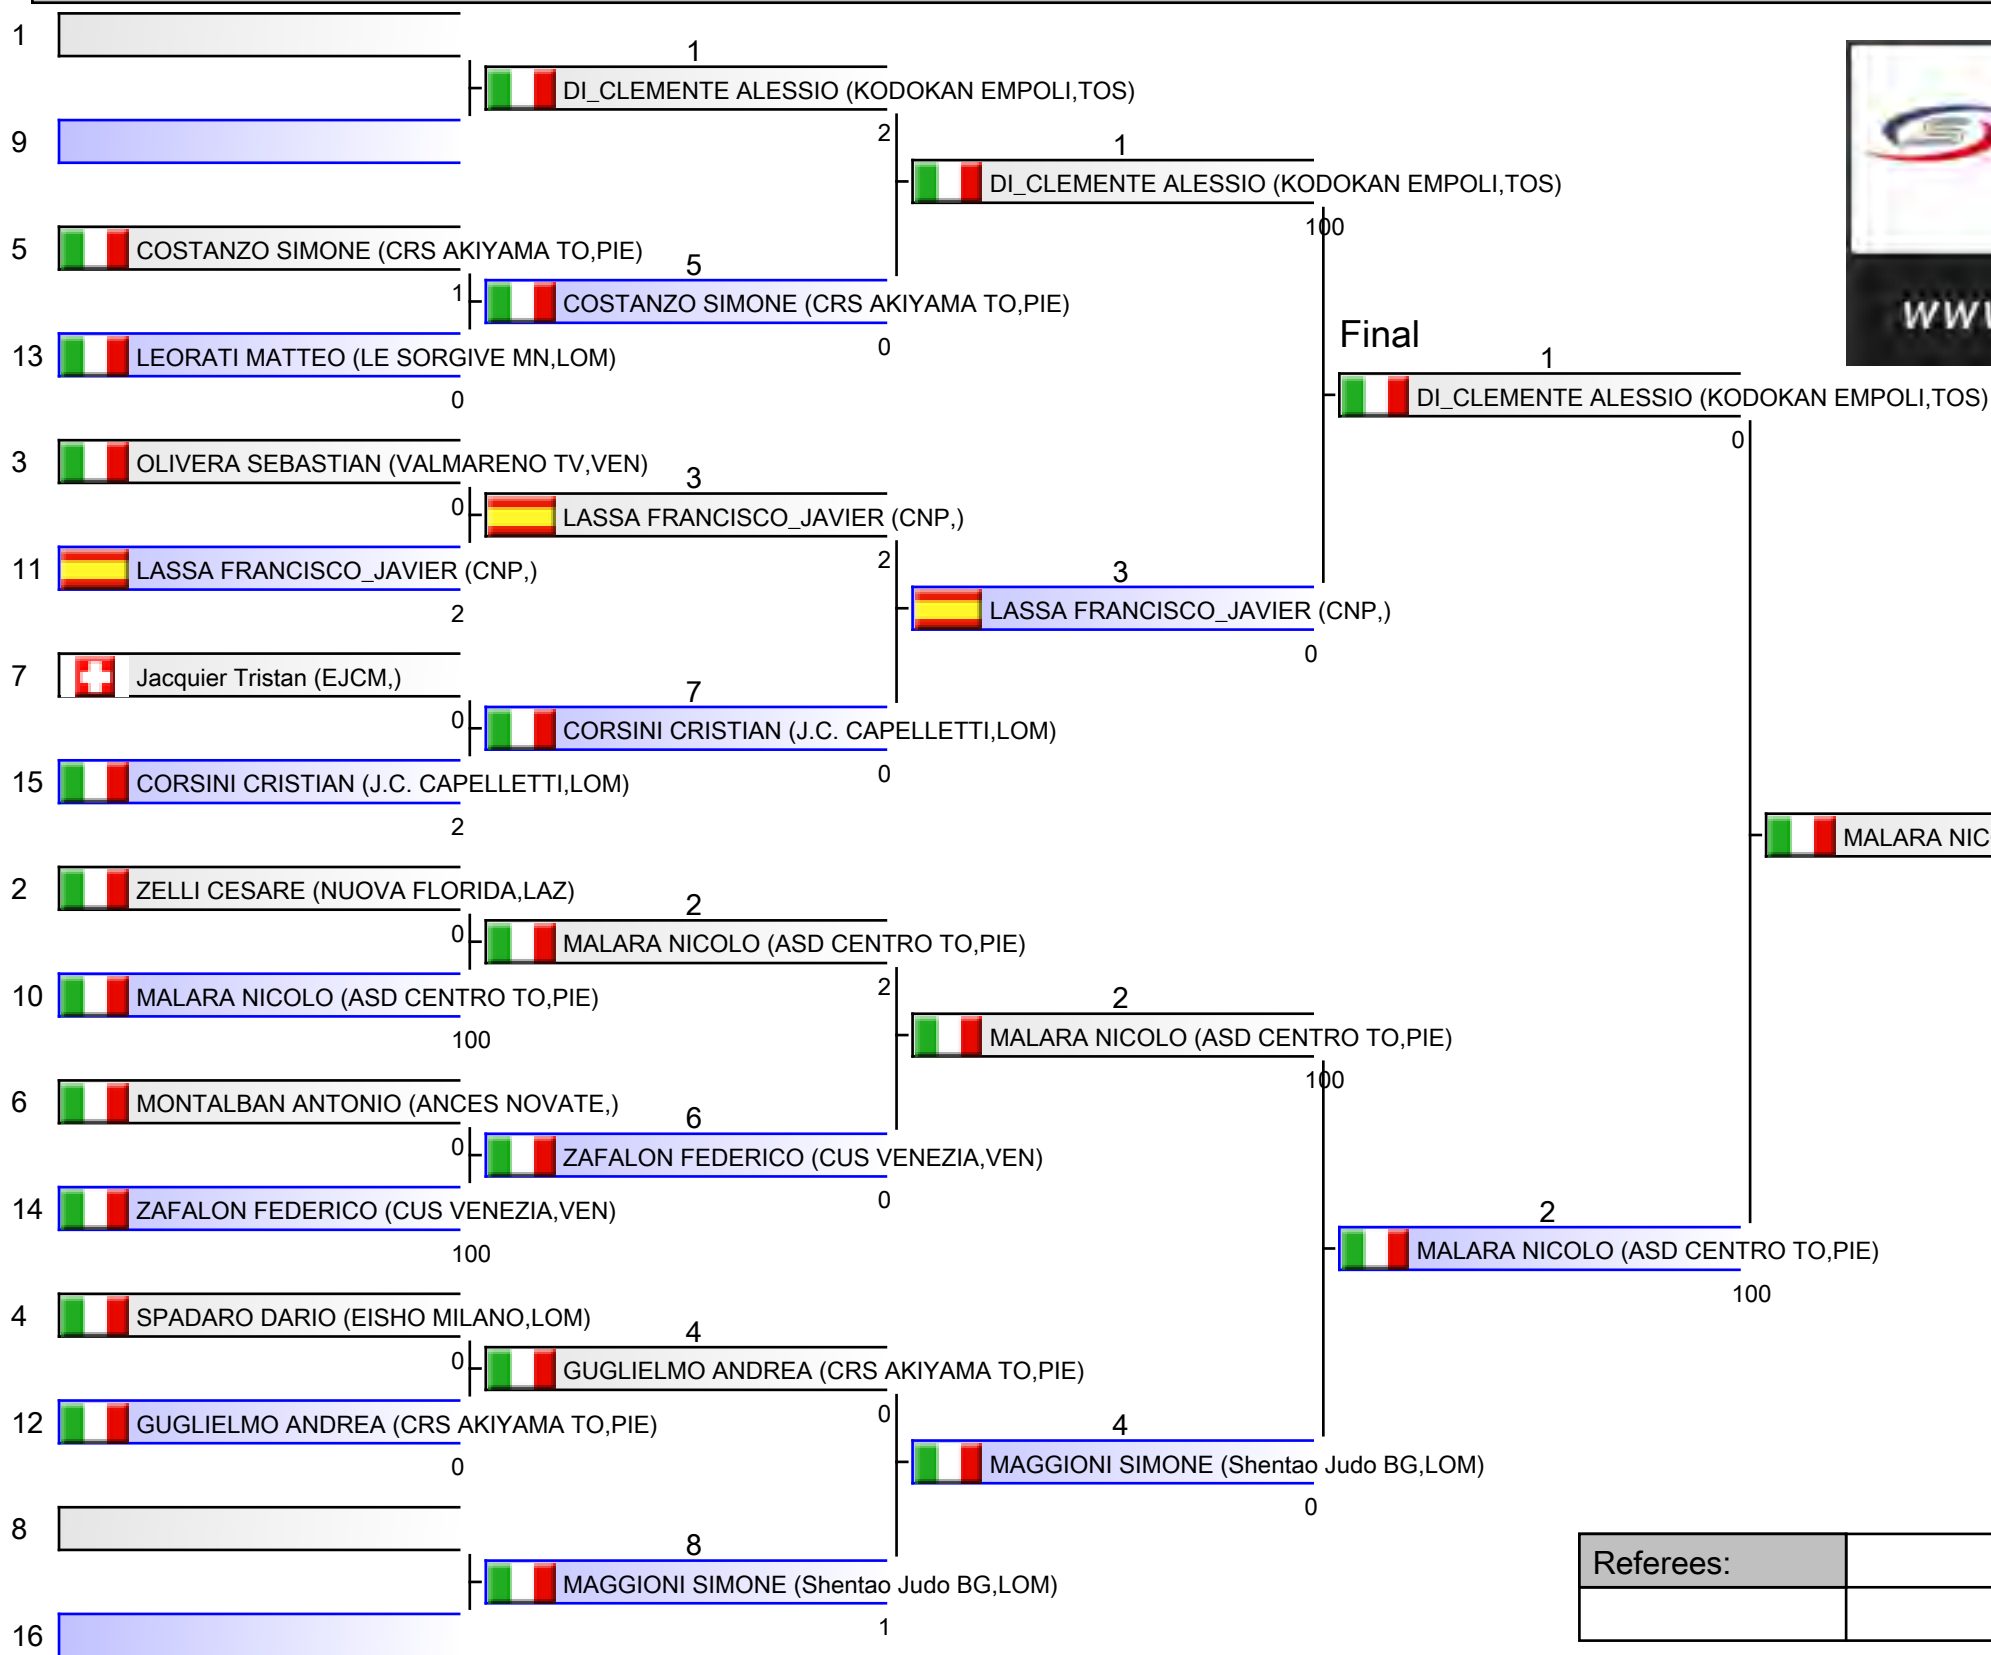 1
1
DI_CLEMENTE ALESSIO (KODOKAN EMPOLI,TOS)
2
9
1
DI_CLEMENTE ALESSIO (KODOKAN EMPOLI,TOS)
100
5
COSTANZO SIMONE (CRS AKIYAMA TO,PIE)
5
1
COSTANZO SIMONE (CRS AKIYAMA TO,PIE)
0
13
LEORATI MATTEO (LE SORGIVE MN,LOM)
0
Final
1
DI_CLEMENTE ALESSIO (KODOKAN EMPOLI,TOS)
0
3
OLIVERA SEBASTIAN (VALMARENO TV,VEN)
3
0
LASSA FRANCISCO_JAVIER (CNP,)
2
11
LASSA FRANCISCO_JAVIER (CNP,)
2
3
LASSA FRANCISCO_JAVIER (CNP,)
0
7
Jacquier Tristan (EJCM,)
7
0
CORSINI CRISTIAN (J.C. CAPELLETTI,LOM)
0
15
CORSINI CRISTIAN (J.C. CAPELLETTI,LOM)
2
MALARA NIC
2
ZELLI CESARE (NUOVA FLORIDA,LAZ)
2
0
MALARA NICOLO (ASD CENTRO TO,PIE)
2
10
MALARA NICOLO (ASD CENTRO TO,PIE)
100
2
MALARA NICOLO (ASD CENTRO TO,PIE)
100
6
MONTALBAN ANTONIO (ANCES NOVATE,)
6
0
ZAFALON FEDERICO (CUS VENEZIA,VEN)
0
14
ZAFALON FEDERICO (CUS VENEZIA,VEN)
100
2
MALARA NICOLO (ASD CENTRO TO,PIE)
100
4
SPADARO DARIO (EISHO MILANO,LOM)
4
0
GUGLIELMO ANDREA (CRS AKIYAMA TO,PIE)
0
12
GUGLIELMO ANDREA (CRS AKIYAMA TO,PIE)
0
4
MAGGIONI SIMONE (Shentao Judo BG,LOM)
0
8
8
MAGGIONI SIMONE (Shentao Judo BG,LOM)
1
16
Referees: